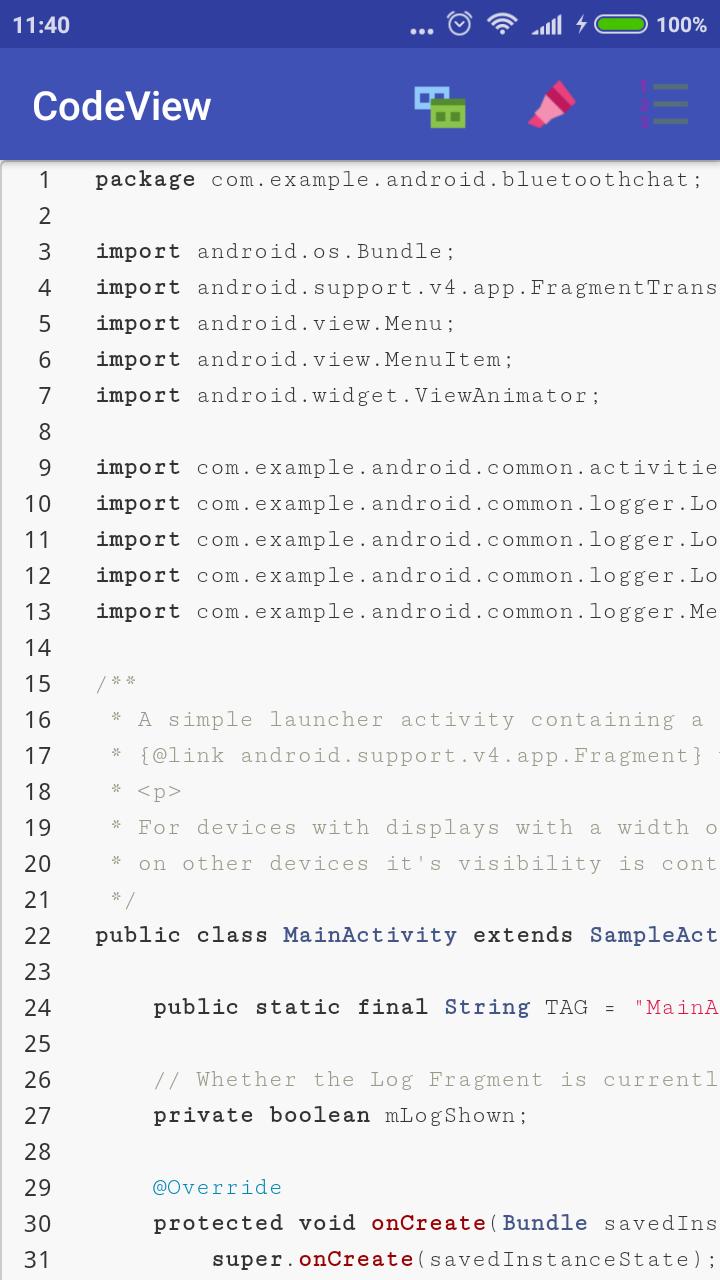 11:40 ... 100%
CodeView
1 package com.example.android.bluetoothchat;
2
3 import android.os.Bundle;
4 import android.support.v4.app.FragmentTrans
5 import android.view.Menu;
6 import android.view.MenuItem;
7 import android.widget.ViewAnimator;
8
9 import com.example.android.common.activitie
10 import com.example.android.common.logger.Lo
11 import com.example.android.common.logger.Lo
12 import com.example.android.common.logger.Lo
13 import com.example.android.common.logger.Me
14
15 /**
16  * A simple launcher activity containing a
17  * {@link android.support.v4.app.Fragment}
18  * <p>
19  * For devices with displays with a width o
20  * on other devices it's visibility is cont
21  */
22 public class MainActivity extends SampleAct
23
24     public static final String TAG = "MainA
25
26     // Whether the Log Fragment is currentl
27     private boolean mLogShown;
28
29     @Override
30     protected void onCreate(Bundle savedIns
31         super.onCreate(savedInstanceState);